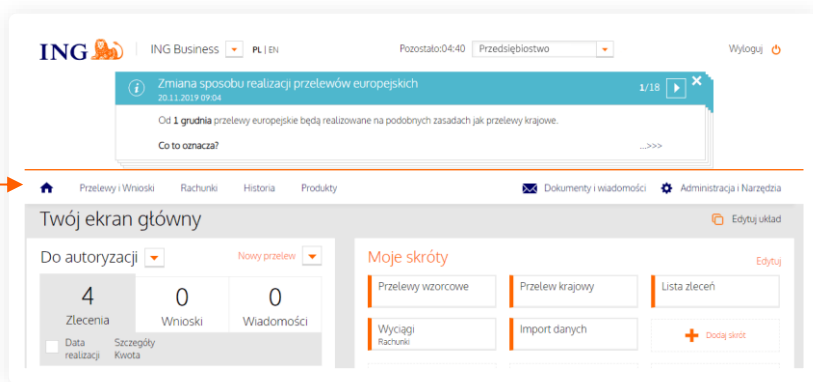 ING ING Business PL | EN Pozostało:04:40 Przedsiębiorstwo Wyloguj
Zmiana sposobu realizacji przelewów europejskich 1/18
20.11.2019 09:04
Od 1 grudnia przelewy europejskie będą realizowane na podobnych zasadach jak przelewy krajowe.
Co to oznacza? ...>>>
Przelewy i Wnioski Rachunki Historia Produkty Dokumenty i wiadomości Administracja i Narzędzia
Twój ekran główny Edytuj układ
Do autoryzacji Nowy przelew
4 0 0
Zlecenia Wnioski Wiadomości
Data realizacji Szczegóły Kwota
Moje skróty Edytuj
Przelewy wzorcowe Przelew krajowy Lista zleceń
Wyciągi Import danych Dodaj skrót
Rachunki